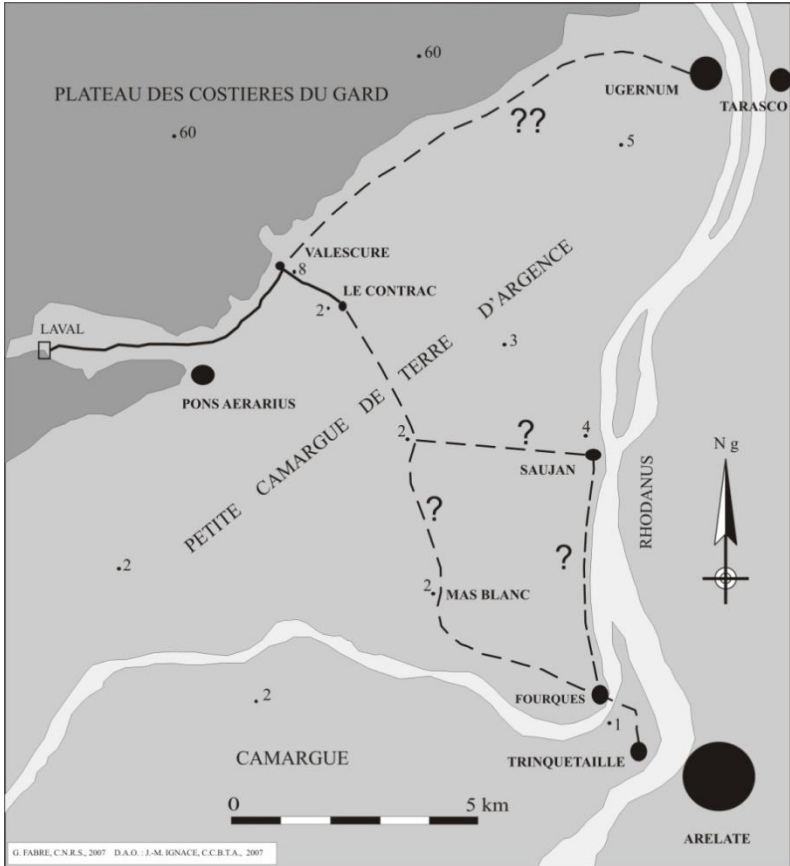 60
PLATEAU DES COSTIERES DU GARD
UGERNUM
TARASCO
60
??
5
VALESCURE
8
LE CONTRAC
2
LAVAL
3
PONS AERARIUS
PETITE CAMARGUE DE TERRE D'ARGENCE
2
?
4
SAUJAN
N g
RHODANUS
?
?
2
2
MAS BLANC
FOURQUES
2
1
CAMARGUE
TRINQUETAILLE
0 5 km
ARELATE
G. FABRE, C.N.R.S., 2007 D.A.O. : J.-M. IGNACE, C.C.B.T.A., 2007